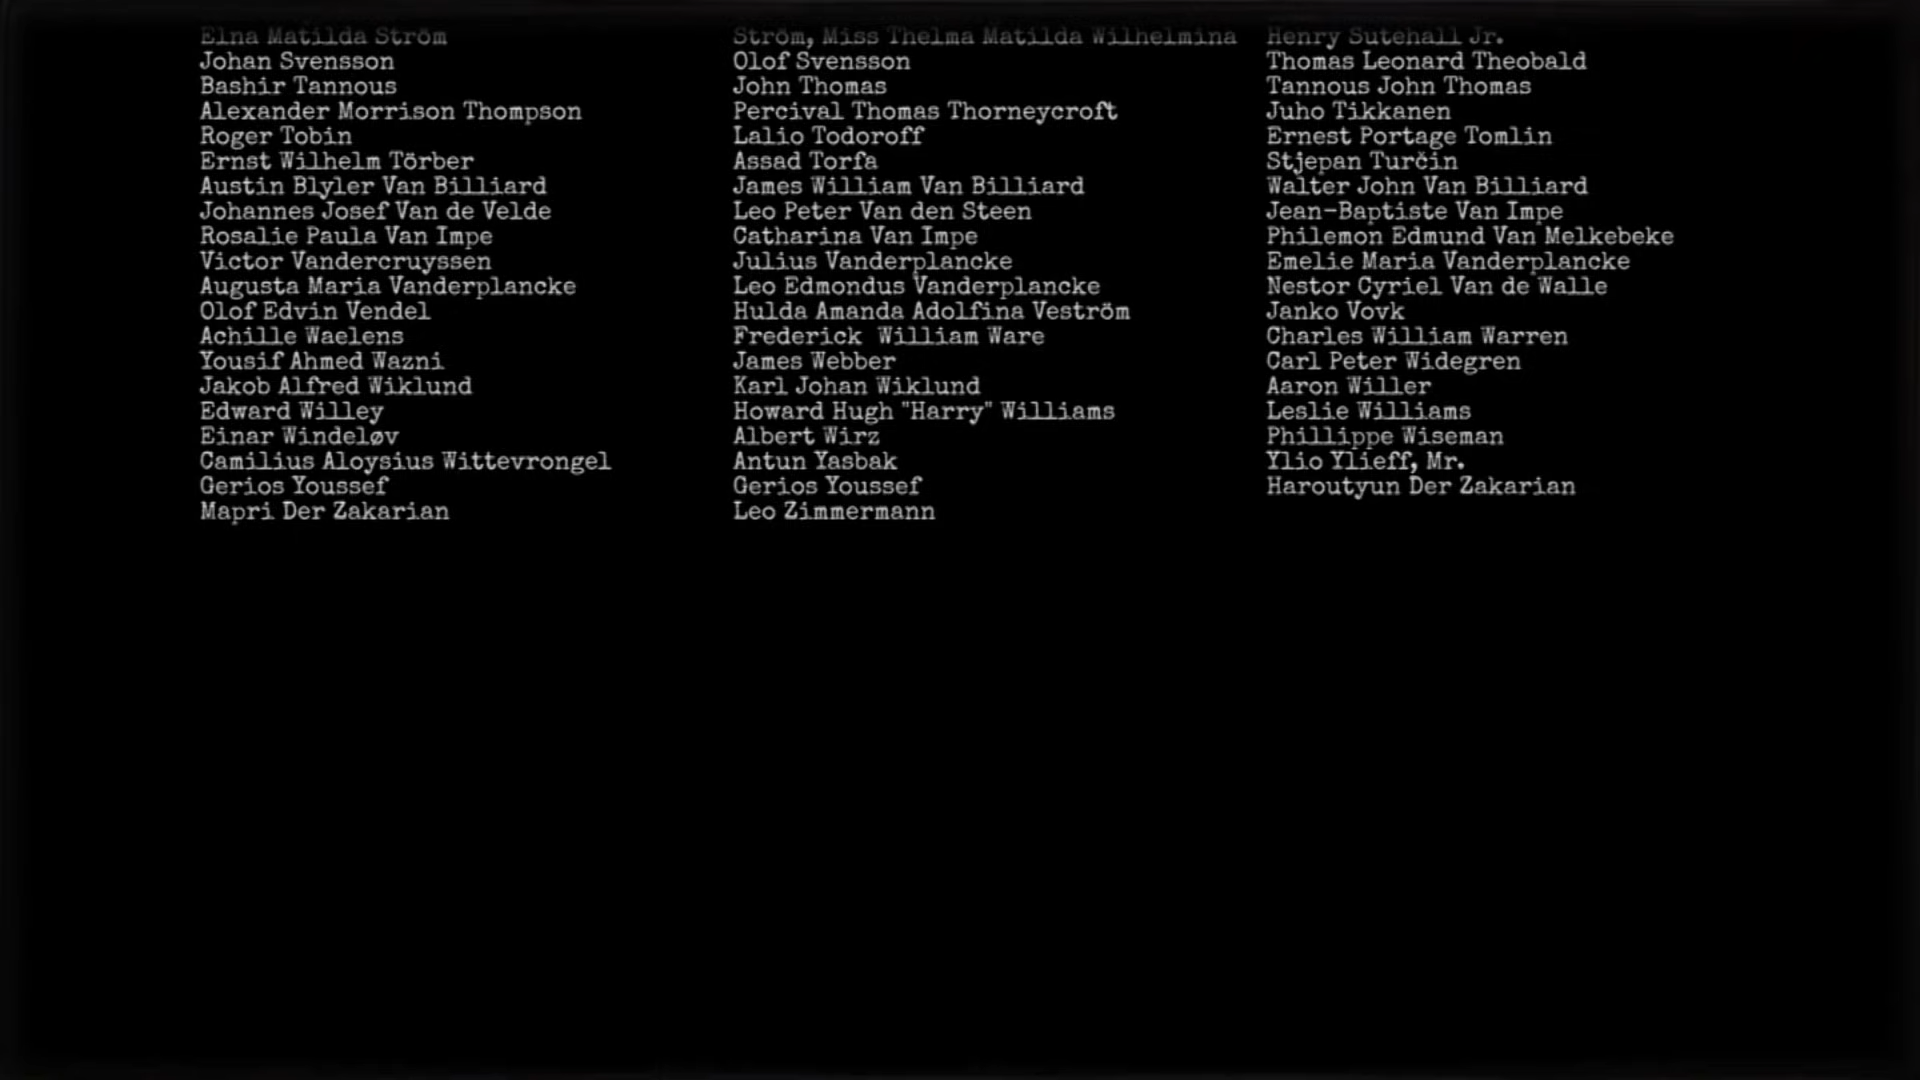 Elna Matilda Ström Ström, Miss Thelma Matilda Wilhelmina Henry Sutehall Jr.
Johan Svensson Olof Svensson Thomas Leonard Theobald
Bashir Tannous John Thomas Tannous John Thomas
Alexander Morrison Thompson Percival Thomas Thorneycroft Juho Tikkanen
Roger Tobin Lalio Todoroff Ernest Portage Tomlin
Ernst Wilhelm Törber Assad Torfa Stjepan Turčin
Austin Blyler Van Billiard James William Van Billiard Walter John Van Billiard
Johannes Josef Van de Velde Leo Peter Van den Steen Jean-Baptiste Van Impe
Rosalie Paula Van Impe Catharina Van Impe Philemon Edmund Van Melkebeke
Victor Vandercruyssen Julius Vanderplancke Emelie Maria Vanderplancke
Augusta Maria Vanderplancke Leo Edmondus Vanderplancke Nestor Cyriel Van de Walle
Olof Edvin Vendel Hulda Amanda Adolfina Veström Janko Vovk
Achille Waelens Frederick William Ware Charles William Warren
Yousif Ahmed Wazni James Webber Carl Peter Widegren
Jakob Alfred Wiklund Karl Johan Wiklund Aaron Willer
Edward Willey Howard Hugh "Harry" Williams Leslie Williams
Einar Windeløv Albert Wirz Phillippe Wiseman
Camilius Aloysius Wittevrongel Antun Yasbak Ylio Ylieff, Mr.
Gerios Youssef Gerios Youssef Haroutyun Der Zakarian
Mapri Der Zakarian Leo Zimmermann